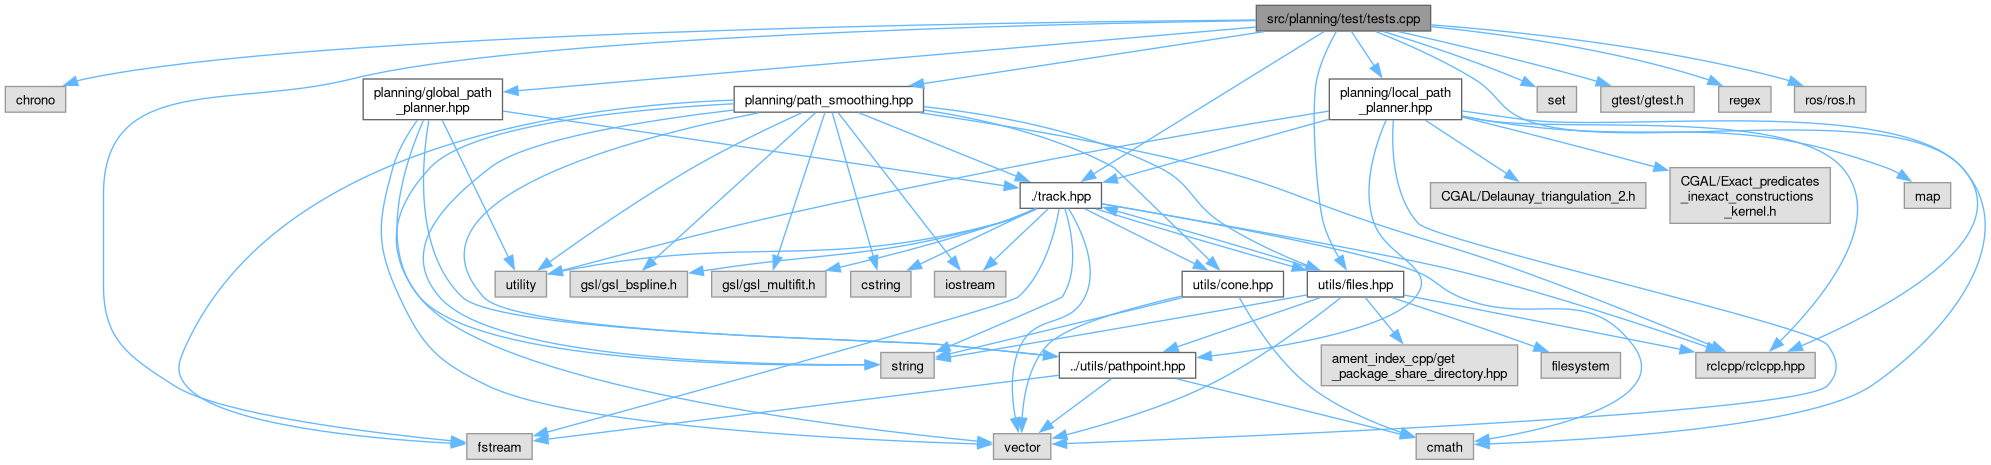 src/planning/test/tests.cpp
chrono
planning/global_path
_planner.hpp
planning/path_smoothing.hpp
planning/local_path
_planner.hpp
set
gtest/gtest.h
regex
ros/ros.h
./track.hpp
CGAL/Delaunay_triangulation_2.h
CGAL/Exact_predicates
_inexact_constructions
_kernel.h
map
utility
gsl/gsl_bspline.h
gsl/gsl_multifit.h
cstring
iostream
utils/cone.hpp
utils/files.hpp
string
../utils/pathpoint.hpp
ament_index_cpp/get
_package_share_directory.hpp
filesystem
rclcpp/rclcpp.hpp
fstream
vector
cmath